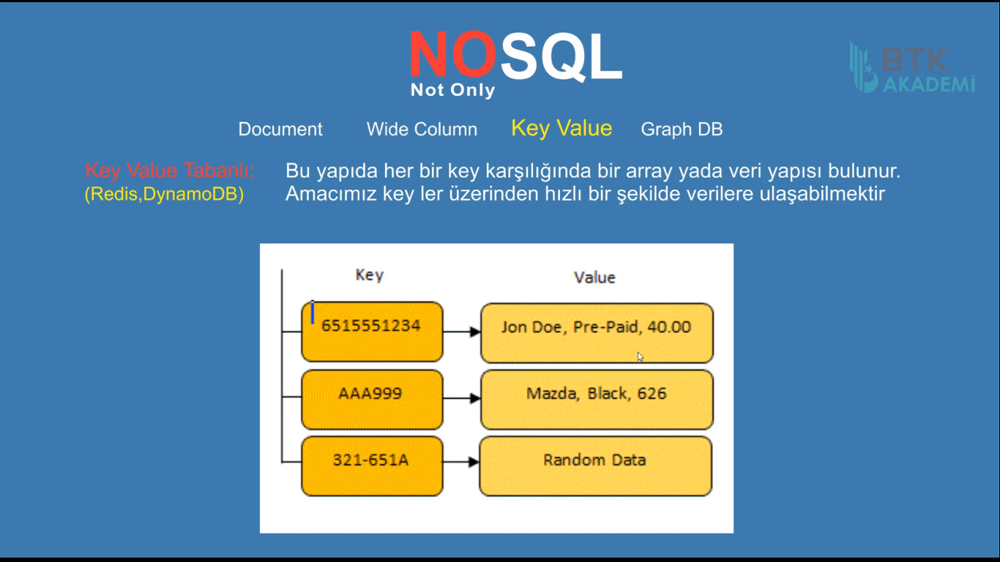 NOSQL
Not Only
BTK
AKADEMİ
Document Wide Column Key Value Graph DB
Key Value Tabanlı: Bu yapıda her bir key karşılığında bir array yada veri yapısı bulunur.
(Redis,DynamoDB) Amacımız key ler üzerinden hızlı bir şekilde verilere ulaşabilmektir
Key Value
6515551234 Jon Doe, Pre-Paid, 40.00
AAA999 Mazda, Black, 626
321-651A Random Data